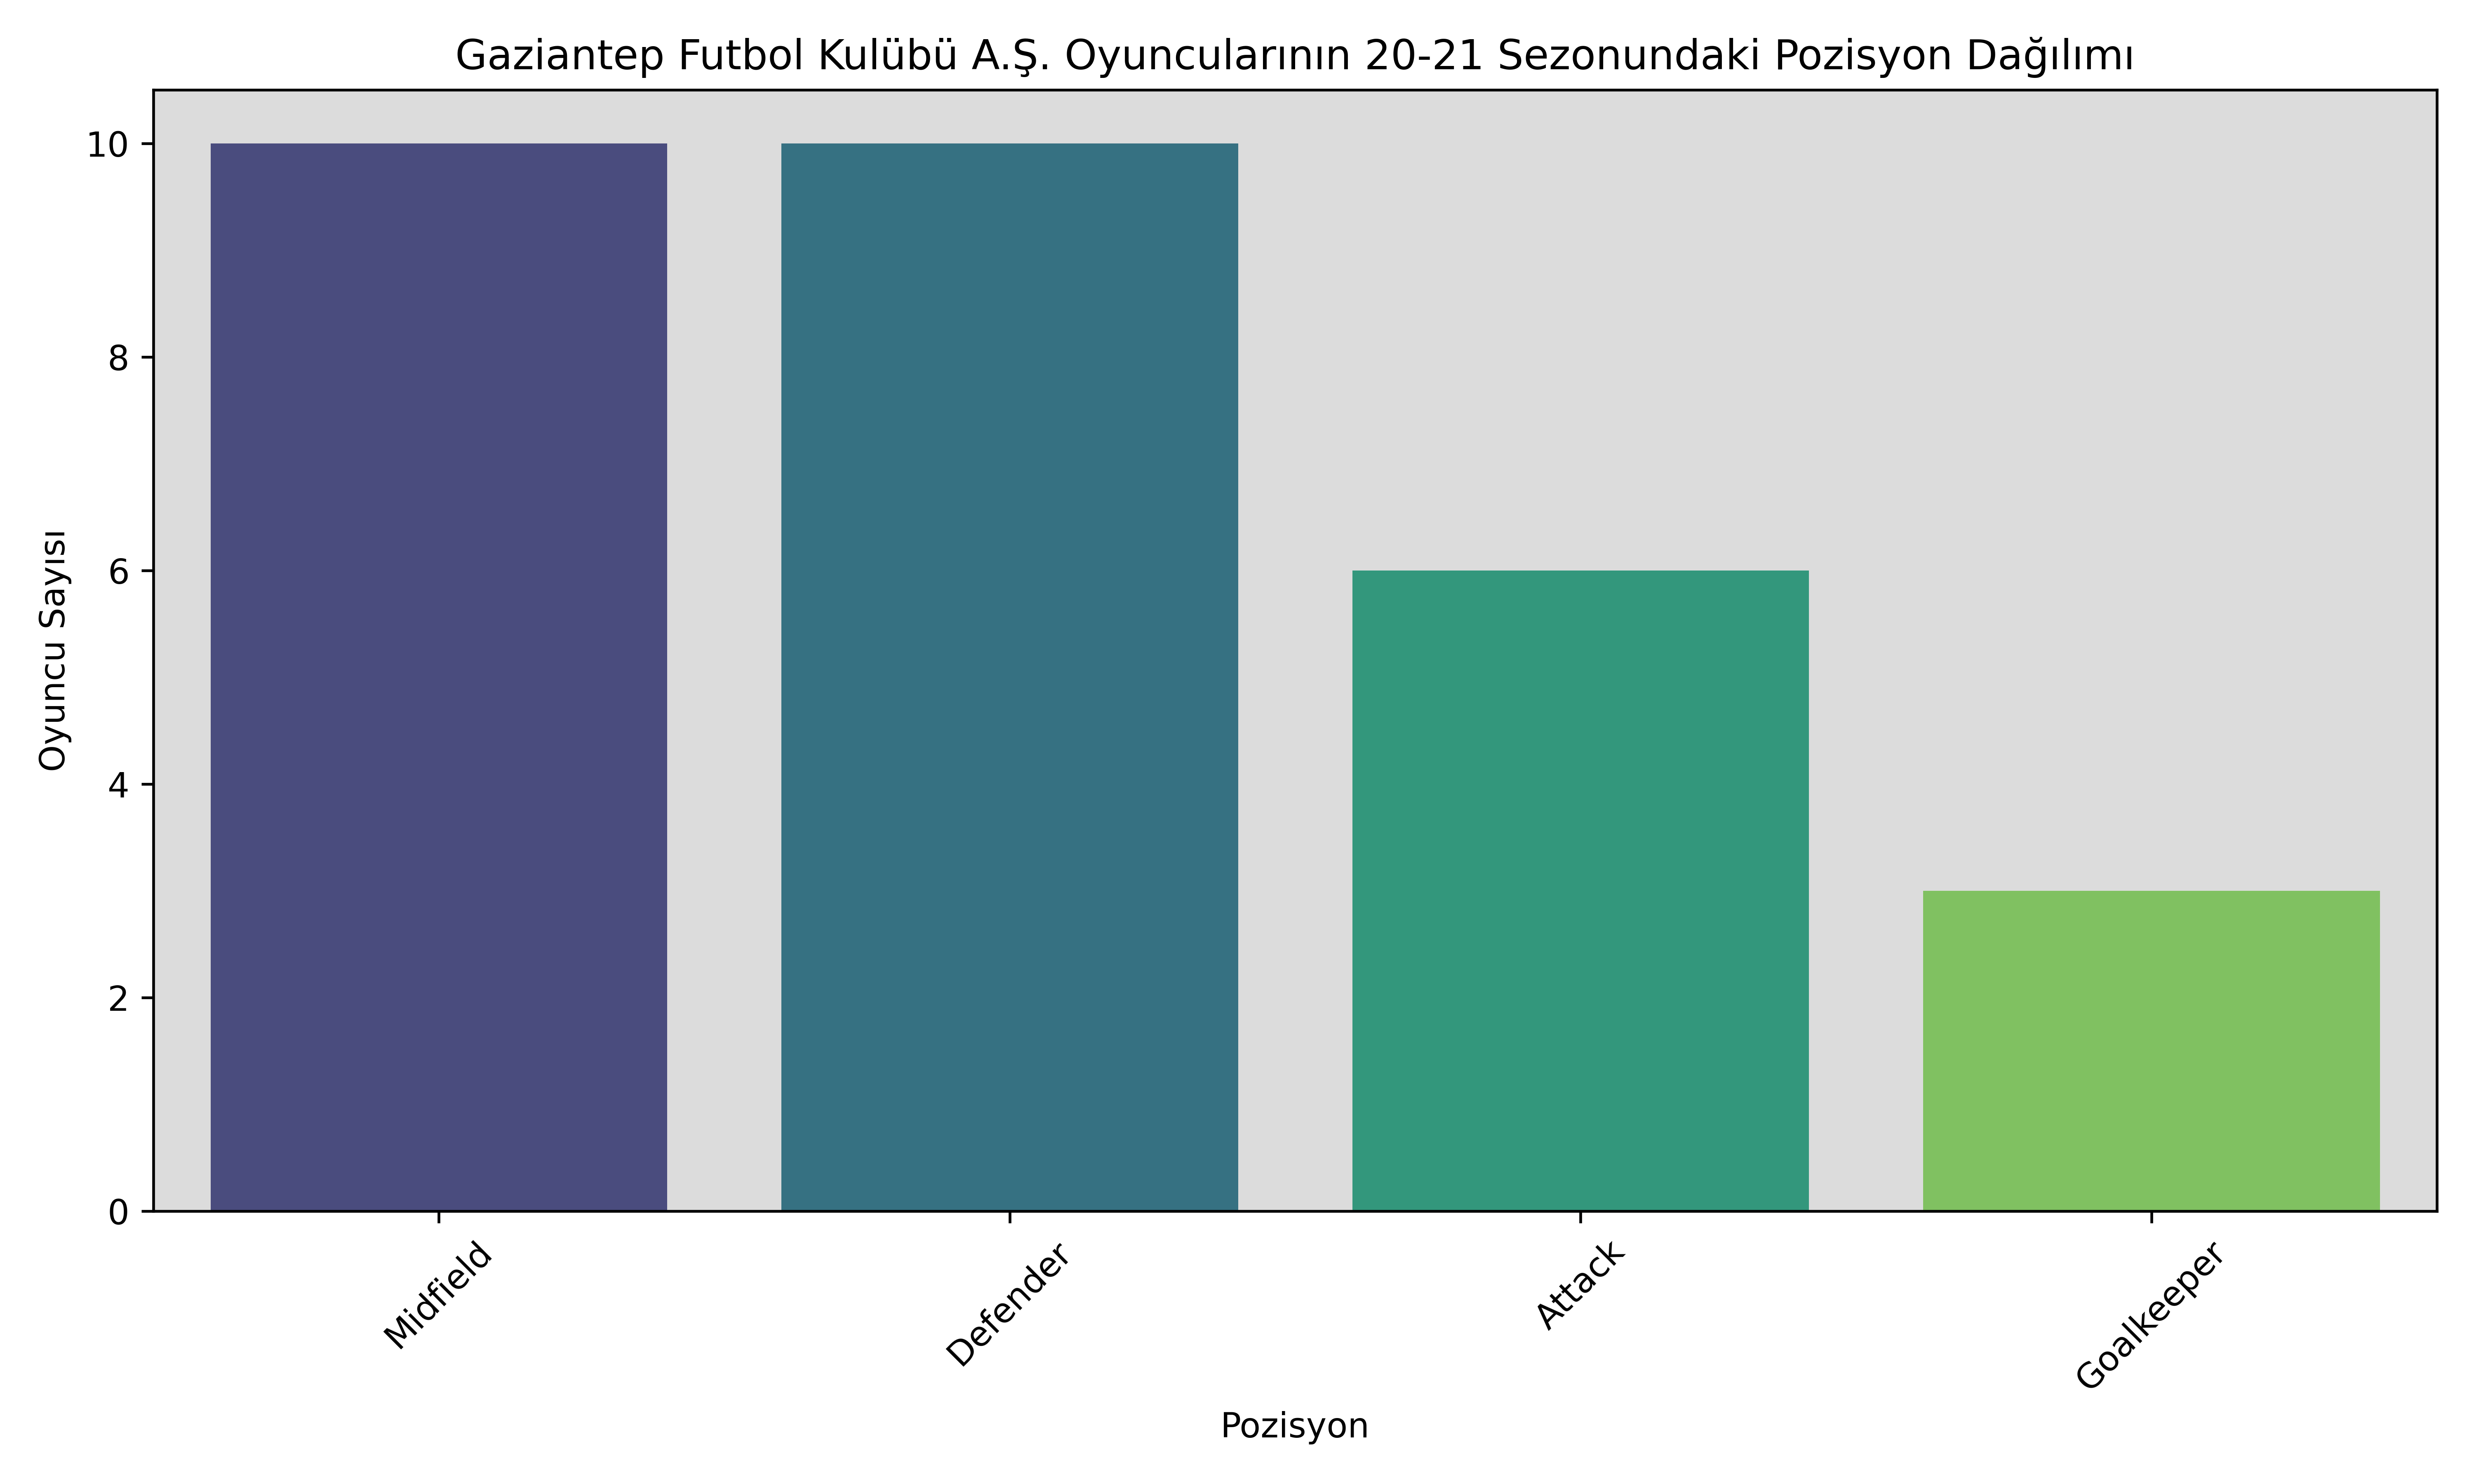 Gaziantep Futbol Kulübü A.Ş. Oyuncularının 20-21 Sezonundaki Pozisyon Dağılımı
Oyuncu Sayısı
10
8
6
4
2
0
Midfield
Defender
Attack
Goalkeeper
Pozisyon